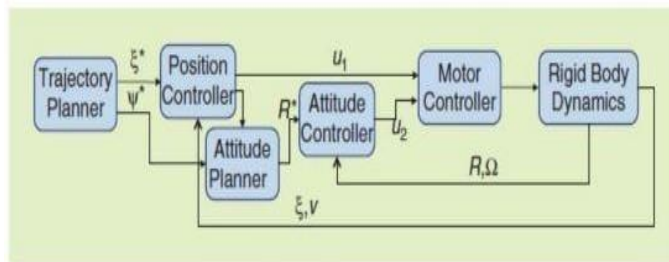 Trajectory
Planner
ξ*
ψ*
Position
Controller
Attitude
Planner
u1
R*
Attitude
Controller
u2
Motor
Controller
Rigid Body
Dynamics
R,Ω
ξ,v